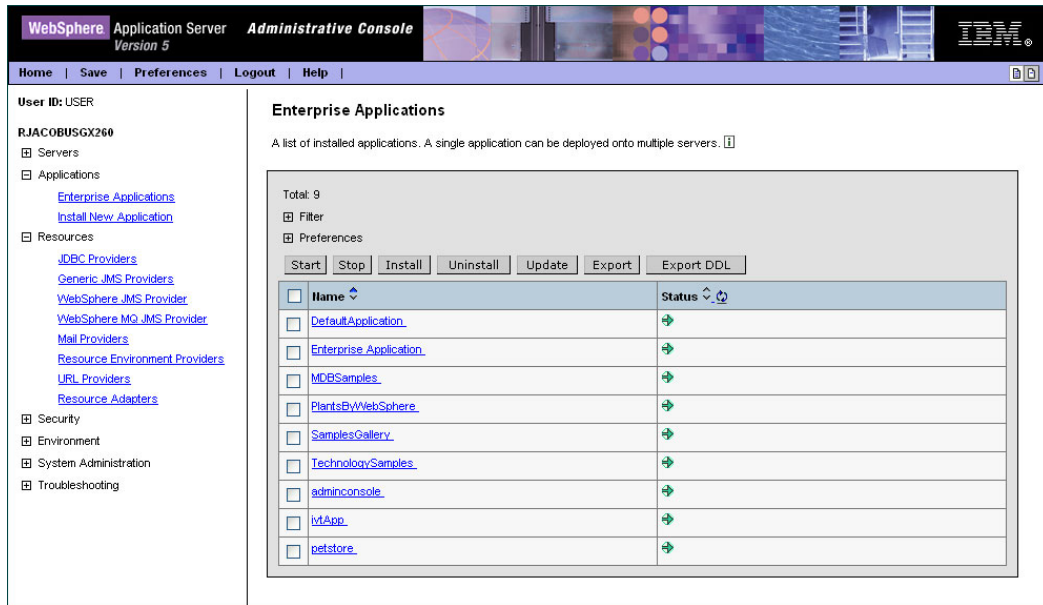 WebSphere Application Server Administrative Console
Version 5
IBM®
Home | Save | Preferences | Logout | Help |
User ID: USER
RJACOBUSGX260
Servers
Applications
Enterprise Applications
Install New Application
Resources
JDBC Providers
Generic JMS Providers
WebSphere JMS Provider
WebSphere MQ JMS Provider
Mail Providers
Resource Environment Providers
URL Providers
Resource Adapters
Security
Environment
System Administration
Troubleshooting
Enterprise Applications
A list of installed applications. A single application can be deployed onto multiple servers. i
Total: 9
Filter
Preferences
Start Stop Install Uninstall Update Export Export DDL
Name Status
DefaultApplication
Enterprise Application
MDBSamples
PlantsByWebSphere
SamplesGallery
TechnologySamples
adminconsole
ivtApp
petstore